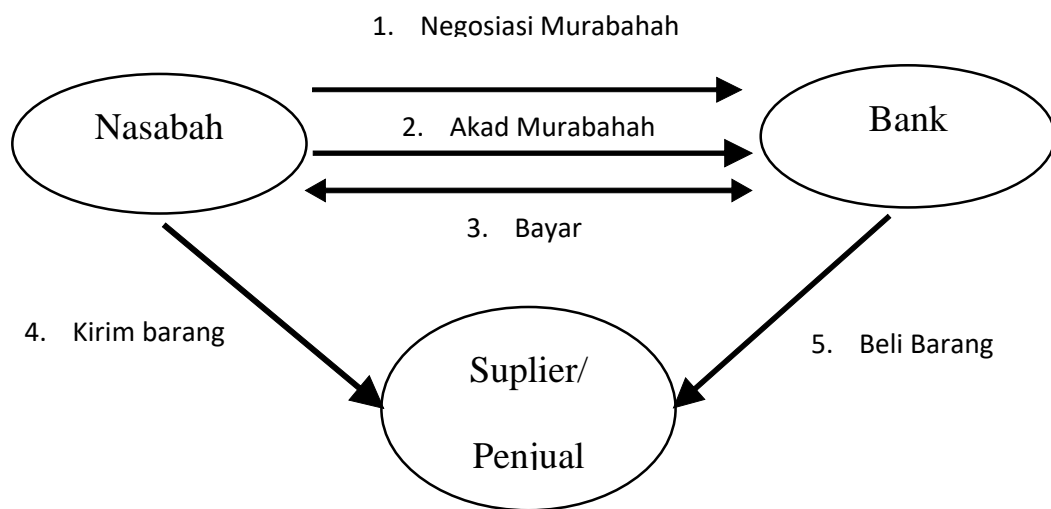 1. Negosiasi Murabahah
Nasabah
Bank
2. Akad Murabahah
3. Bayar
4. Kirim barang
5. Beli Barang
Suplier/
Penjual